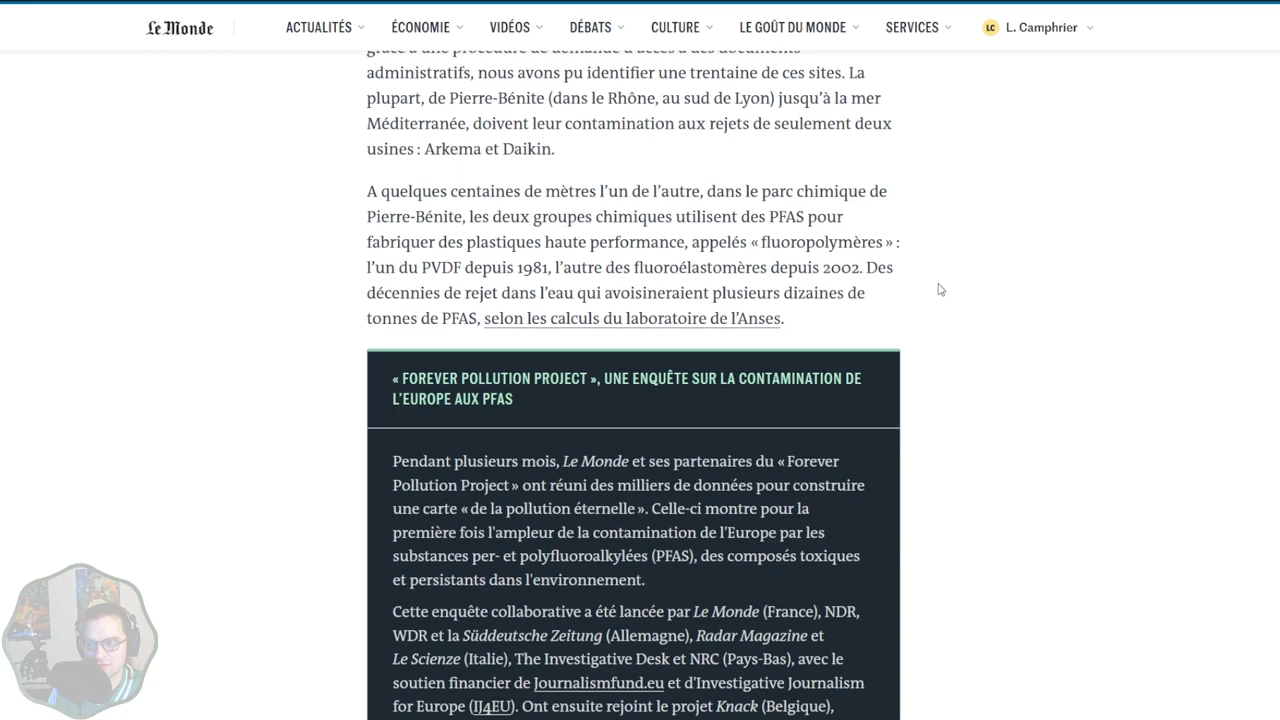 Le Monde
ACTUALITÉS
ÉCONOMIE
VIDÉOS
DÉBATS
CULTURE
LE GOÛT DU MONDE
SERVICES
LC
L. Camphrier
grâce à une procédure de demande d'accès à des documents
administratifs, nous avons pu identifier une trentaine de ces sites. La
plupart, de Pierre-Bénite (dans le Rhône, au sud de Lyon) jusqu’à la mer
Méditerranée, doivent leur contamination aux rejets de seulement deux
usines : Arkema et Daikin.
A quelques centaines de mètres l’un de l’autre, dans le parc chimique de
Pierre-Bénite, les deux groupes chimiques utilisent des PFAS pour
fabriquer des plastiques haute performance, appelés « fluoropolymères » :
l’un du PVDF depuis 1981, l’autre des fluoroélastomères depuis 2002. Des
décennies de rejet dans l’eau qui avoisineraient plusieurs dizaines de
tonnes de PFAS, selon les calculs du laboratoire de l’Anses.
« FOREVER POLLUTION PROJECT », UNE ENQUÊTE SUR LA CONTAMINATION DE
L’EUROPE AUX PFAS
Pendant plusieurs mois, Le Monde et ses partenaires du « Forever
Pollution Project » ont réuni des milliers de données pour construire
une carte « de la pollution éternelle ». Celle-ci montre pour la
première fois l'ampleur de la contamination de l'Europe par les
substances per- et polyfluoroalkylées (PFAS), des composés toxiques
et persistants dans l'environnement.
Cette enquête collaborative a été lancée par Le Monde (France), NDR,
WDR et la Süddeutsche Zeitung (Allemagne), Radar Magazine et
Le Scienze (Italie), The Investigative Desk et NRC (Pays-Bas), avec le
soutien financier de Journalismfund.eu et d'Investigative Journalism
for Europe (IJ4EU). Ont ensuite rejoint le projet Knack (Belgique),